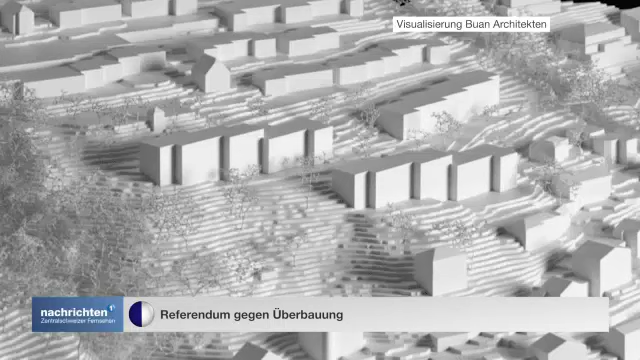 Visualisierung Buan Architekten
nachrichten
Zentralschweizer Fernsehen
Referendum gegen Überbauung